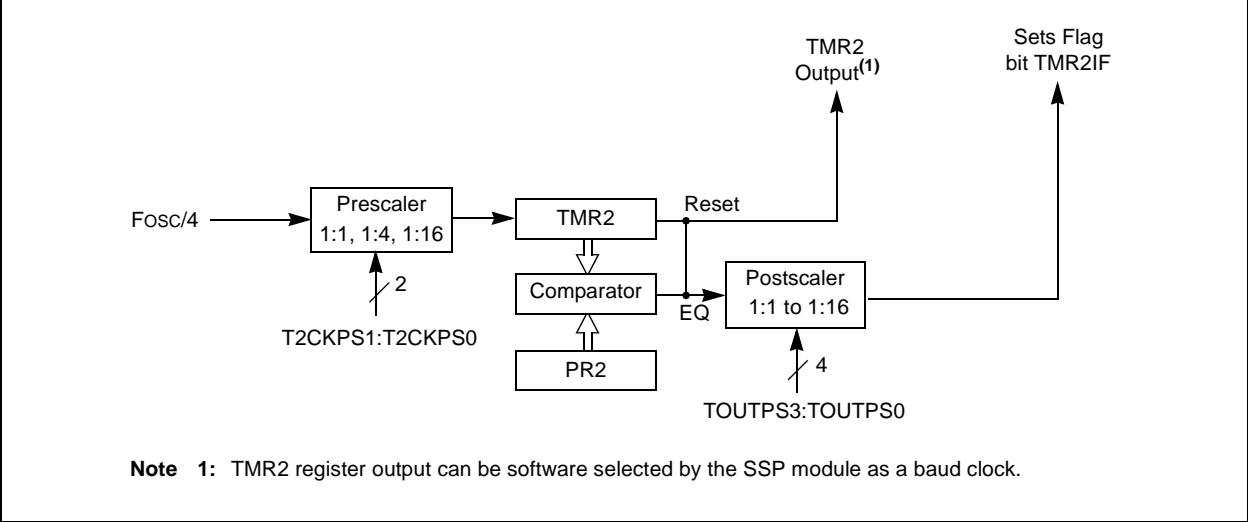 TMR2
Output(1)
Sets Flag
bit TMR2IF
FOSC/4
Prescaler
1:1, 1:4, 1:16
2
T2CKPS1:T2CKPS0
TMR2
Reset
Comparator
EQ
PR2
Postscaler
1:1 to 1:16
4
TOUTPS3:TOUTPS0
Note 1: TMR2 register output can be software selected by the SSP module as a baud clock.